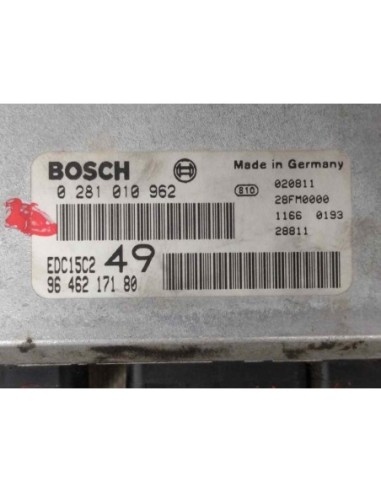 BOSCH
Made in Germany
0 281 010 962
810
020811
28FM0000
1166 0193
28811
EDC15C2 49
96 462 171 80